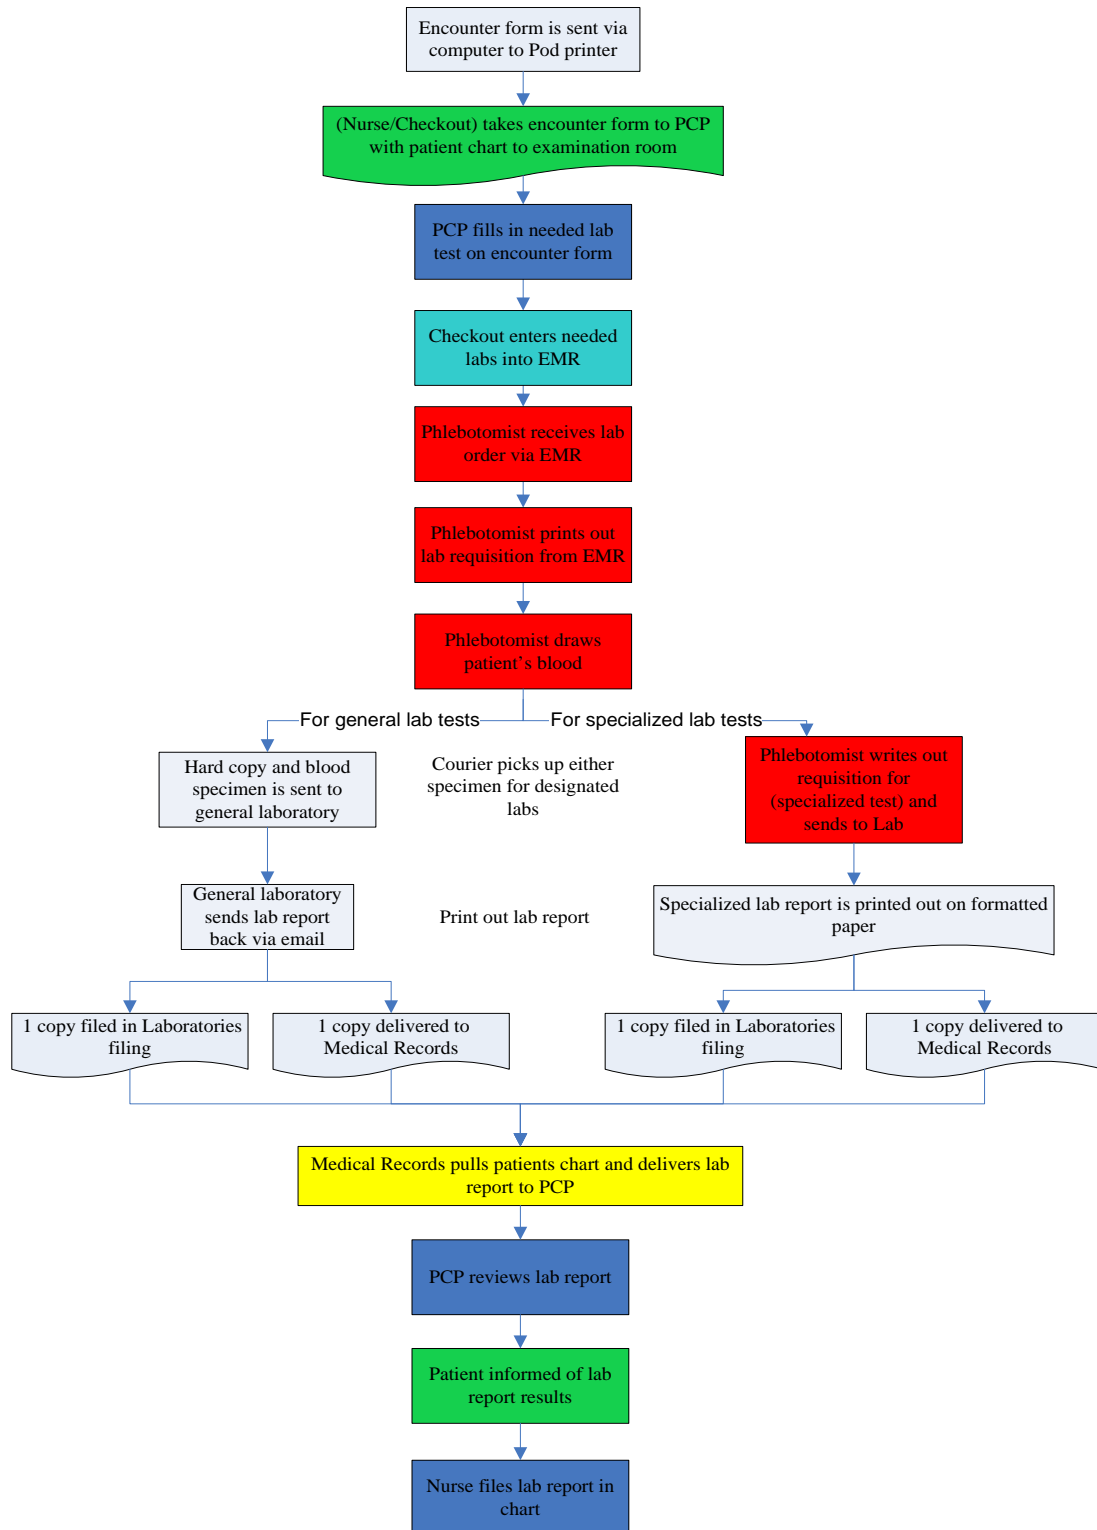 Encounter form is sent via
computer to Pod printer
(Nurse/Checkout) takes encounter form to PCP
with patient chart to examination room
PCP fills in needed lab
test on encounter form
Checkout enters needed
labs into EMR
Phlebotomist receives lab
order via EMR
Phlebotomist prints out
lab requisition from EMR
Phlebotomist draws
patient’s blood
For general lab tests
For specialized lab tests
Hard copy and blood
specimen is sent to
general laboratory
Courier picks up either
specimen for designated
labs
Phlebotomist writes out
requisition for
(specialized test) and
sends to Lab
General laboratory
sends lab report
back via email
Print out lab report
Specialized lab report is printed out on formatted
paper
1 copy filed in Laboratories
filing
1 copy delivered to
Medical Records
1 copy filed in Laboratories
filing
1 copy delivered to
Medical Records
Medical Records pulls patients chart and delivers lab
report to PCP
PCP reviews lab report
Patient informed of lab
report results
Nurse files lab report in
chart